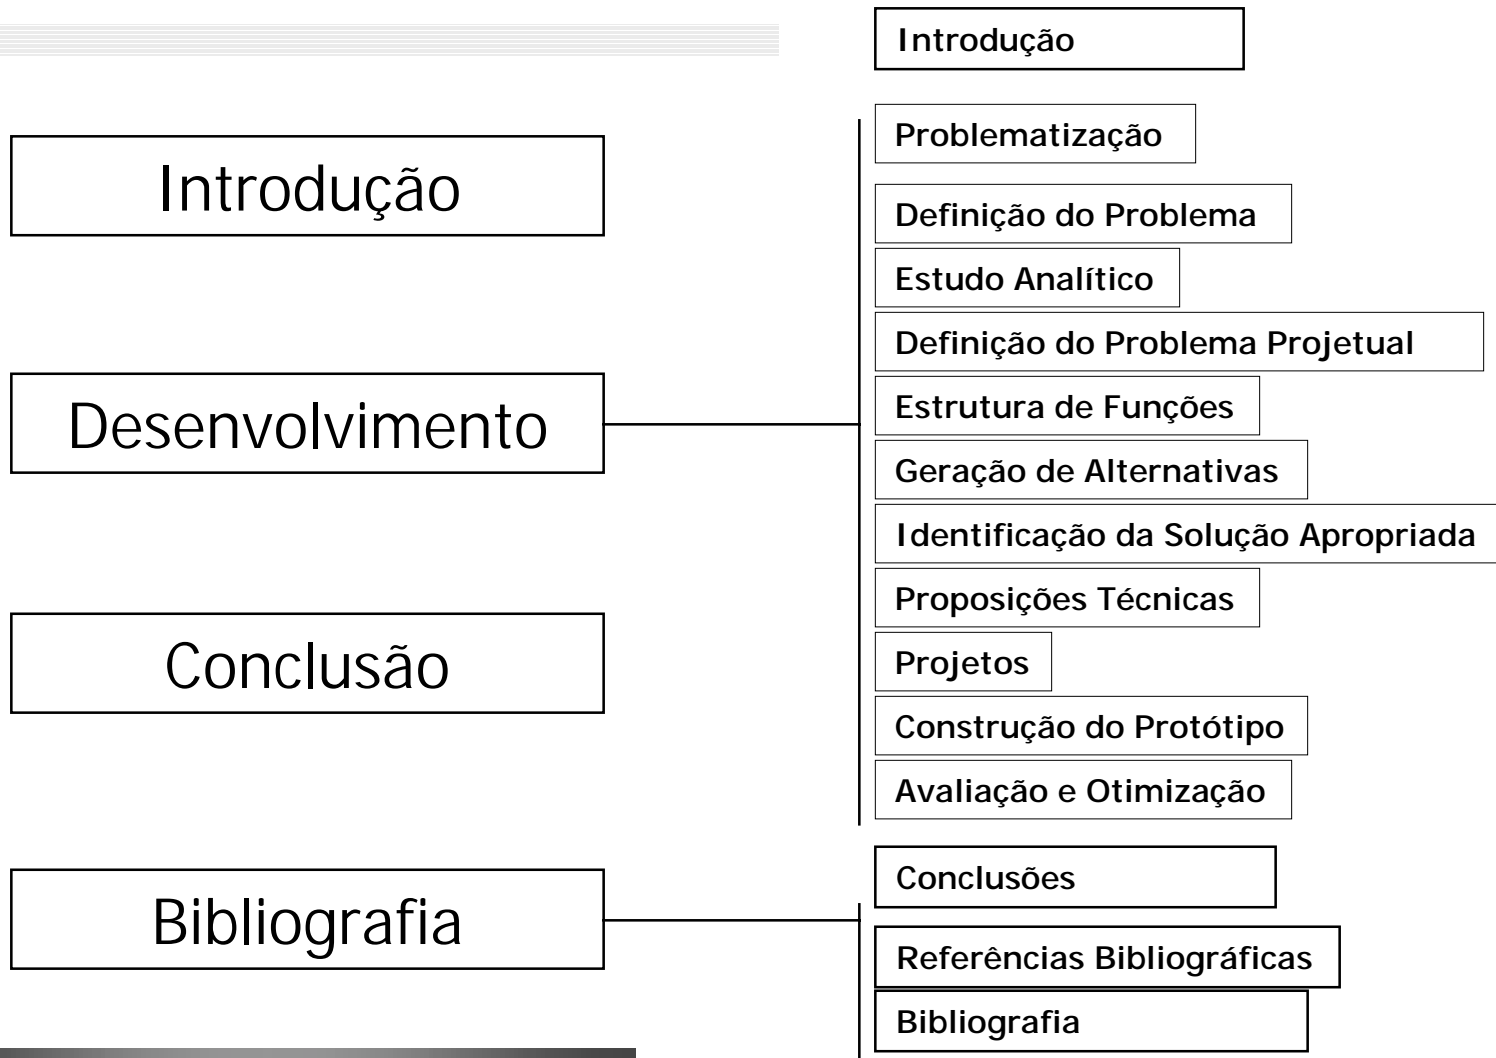 Introdução
Desenvolvimento
Conclusão
Bibliografia
Introdução
Problematização
Definição do Problema
Estudo Analítico
Definição do Problema Projetual
Estrutura de Funções
Geração de Alternativas
Identificação da Solução Apropriada
Proposições Técnicas
Projetos
Construção do Protótipo
Avaliação e Otimização
Conclusões
Referências Bibliográficas
Bibliografia